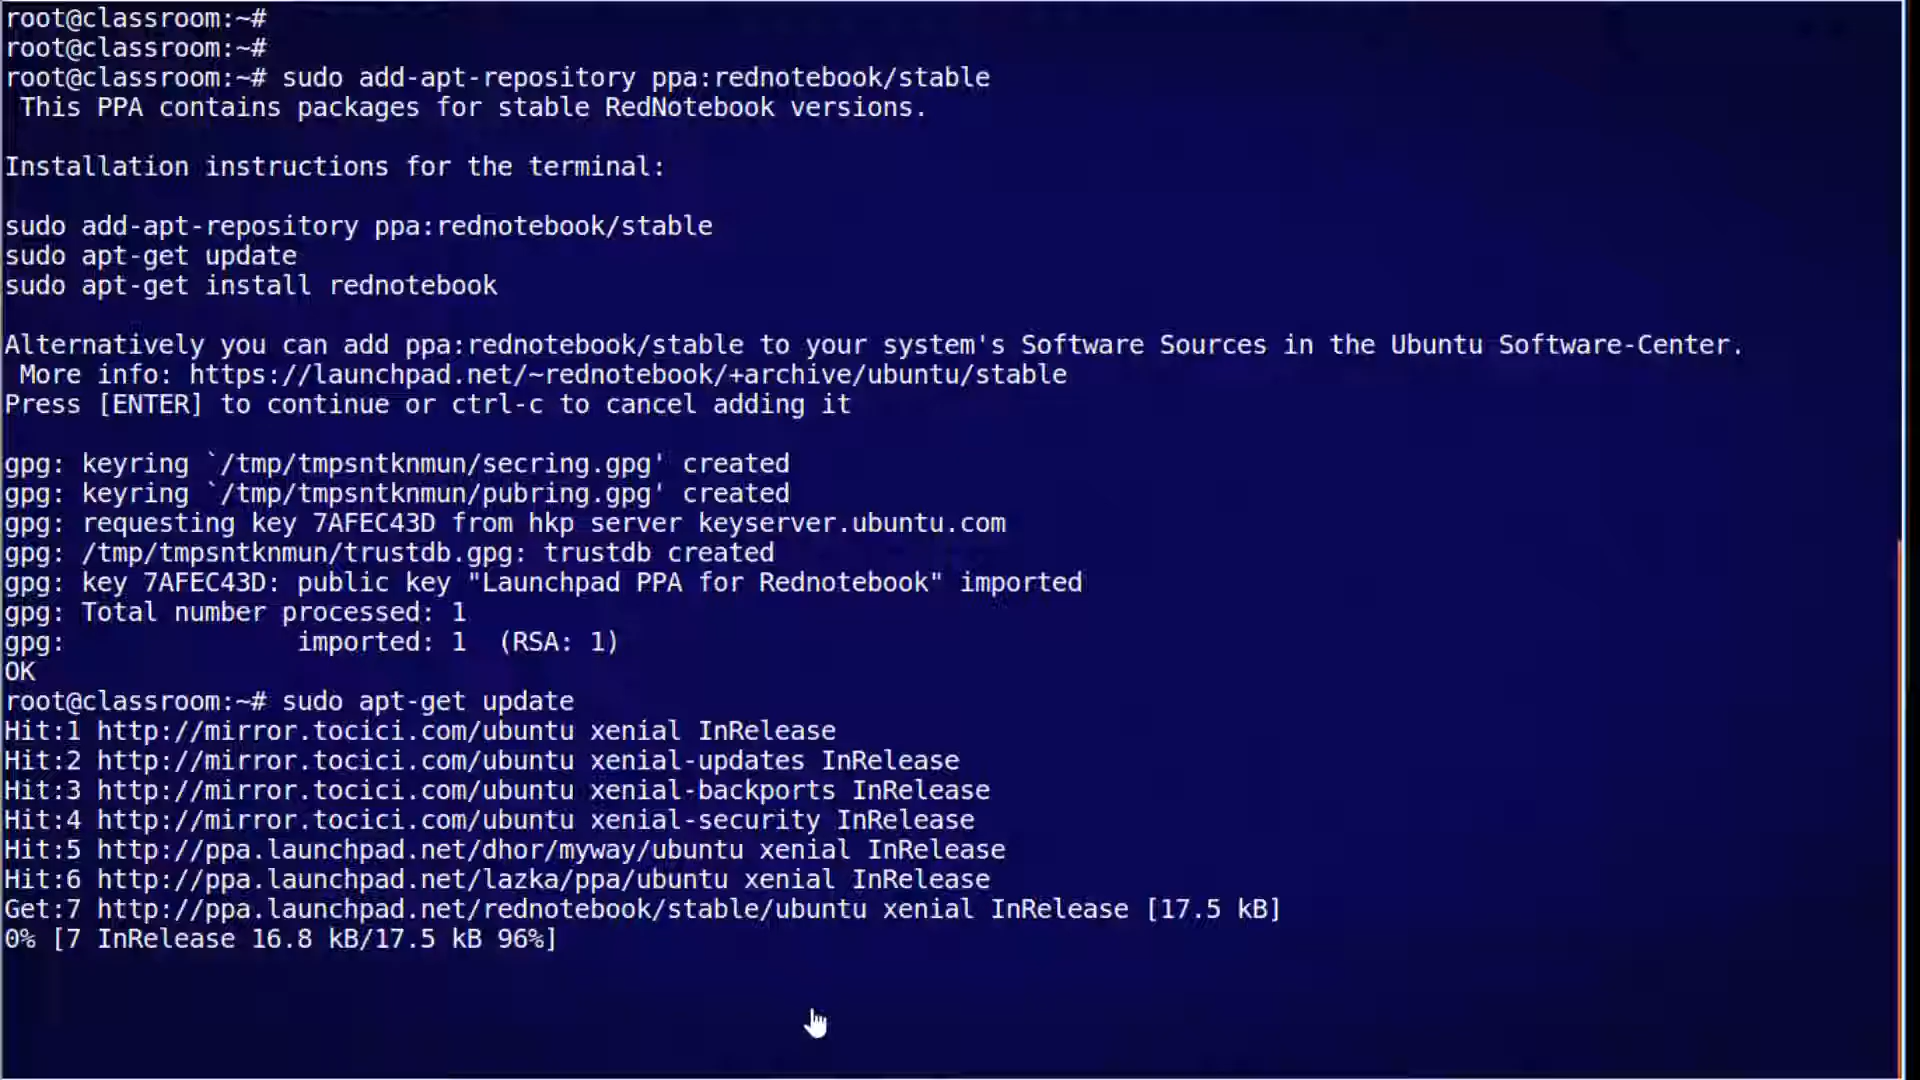 root@classroom:~#
root@classroom:~#
root@classroom:~# sudo add-apt-repository ppa:rednotebook/stable
 This PPA contains packages for stable RedNotebook versions.

Installation instructions for the terminal:

sudo add-apt-repository ppa:rednotebook/stable
sudo apt-get update
sudo apt-get install rednotebook

Alternatively you can add ppa:rednotebook/stable to your system's Software Sources in the Ubuntu Software-Center.
 More info: https://launchpad.net/~rednotebook/+archive/ubuntu/stable
Press [ENTER] to continue or ctrl-c to cancel adding it

gpg: keyring `/tmp/tmpsntknmun/secring.gpg' created
gpg: keyring `/tmp/tmpsntknmun/pubring.gpg' created
gpg: requesting key 7AFEC43D from hkp server keyserver.ubuntu.com
gpg: /tmp/tmpsntknmun/trustdb.gpg: trustdb created
gpg: key 7AFEC43D: public key "Launchpad PPA for Rednotebook" imported
gpg: Total number processed: 1
gpg:               imported: 1  (RSA: 1)
OK
root@classroom:~# sudo apt-get update
Hit:1 http://mirror.tocici.com/ubuntu xenial InRelease
Hit:2 http://mirror.tocici.com/ubuntu xenial-updates InRelease
Hit:3 http://mirror.tocici.com/ubuntu xenial-backports InRelease
Hit:4 http://mirror.tocici.com/ubuntu xenial-security InRelease
Hit:5 http://ppa.launchpad.net/dhor/myway/ubuntu xenial InRelease
Hit:6 http://ppa.launchpad.net/lazka/ppa/ubuntu xenial InRelease
Get:7 http://ppa.launchpad.net/rednotebook/stable/ubuntu xenial InRelease [17.5 kB]
0% [7 InRelease 16.8 kB/17.5 kB 96%]